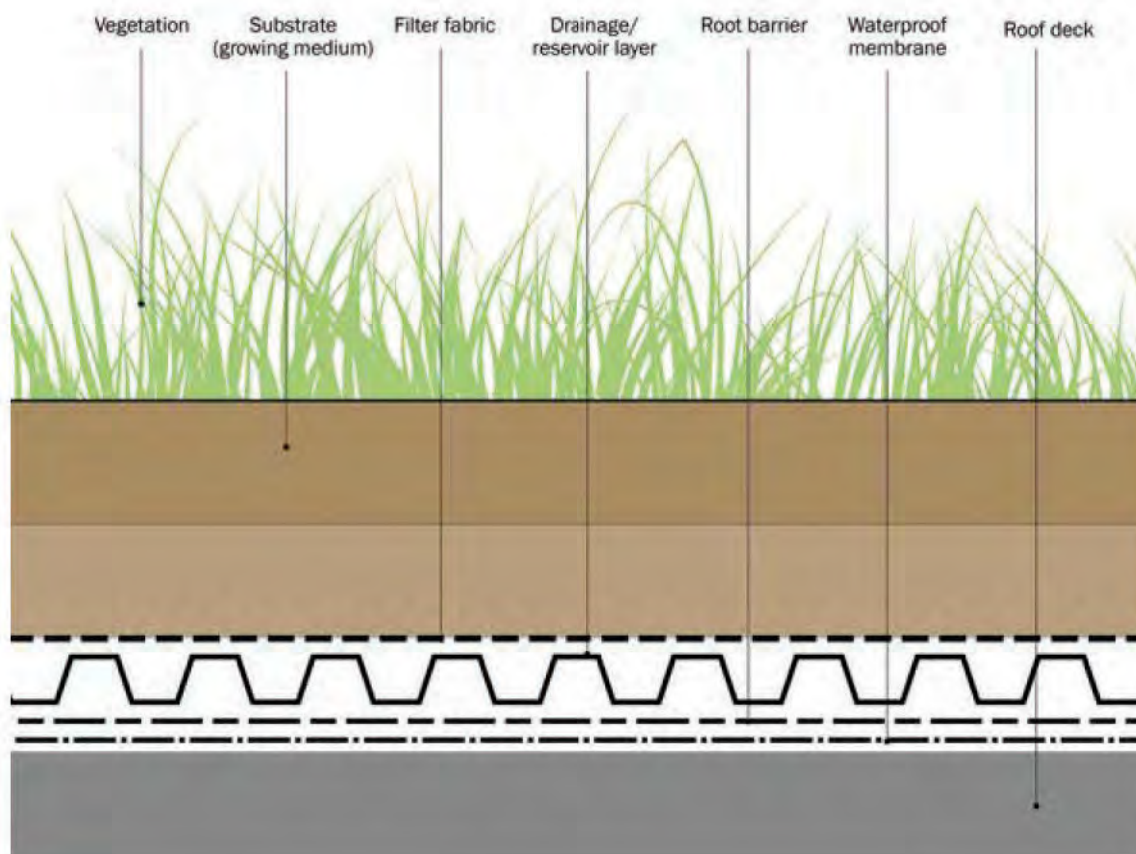 Vegetation
Substrate
(growing medium)
Filter fabric
Drainage/
reservoir layer
Root barrier
Waterproof
membrane
Roof deck